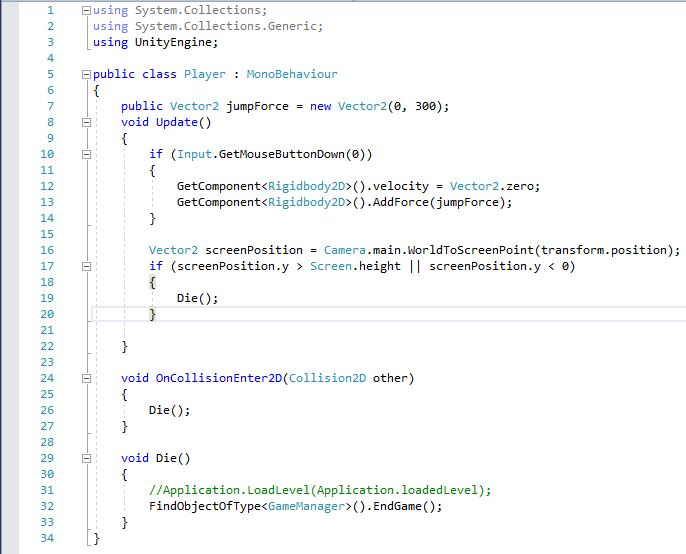 1 using System.Collections;
2 using System.Collections.Generic;
3 using UnityEngine;
4
5 public class Player : MonoBehaviour
6 {
7     public Vector2 jumpForce = new Vector2(0, 300);
8     void Update()
9     {
10         if (Input.GetMouseButtonDown(0))
11         {
12             GetComponent<Rigidbody2D>().velocity = Vector2.zero;
13             GetComponent<Rigidbody2D>().AddForce(jumpForce);
14         }
15
16         Vector2 screenPosition = Camera.main.WorldToScreenPoint(transform.position);
17         if (screenPosition.y > Screen.height || screenPosition.y < 0)
18         {
19             Die();
20         }
21
22     }
23
24     void OnCollisionEnter2D(Collision2D other)
25     {
26         Die();
27     }
28
29     void Die()
30     {
31         //Application.LoadLevel(Application.loadedLevel);
32         FindObjectOfType<GameManager>().EndGame();
33     }
34 }